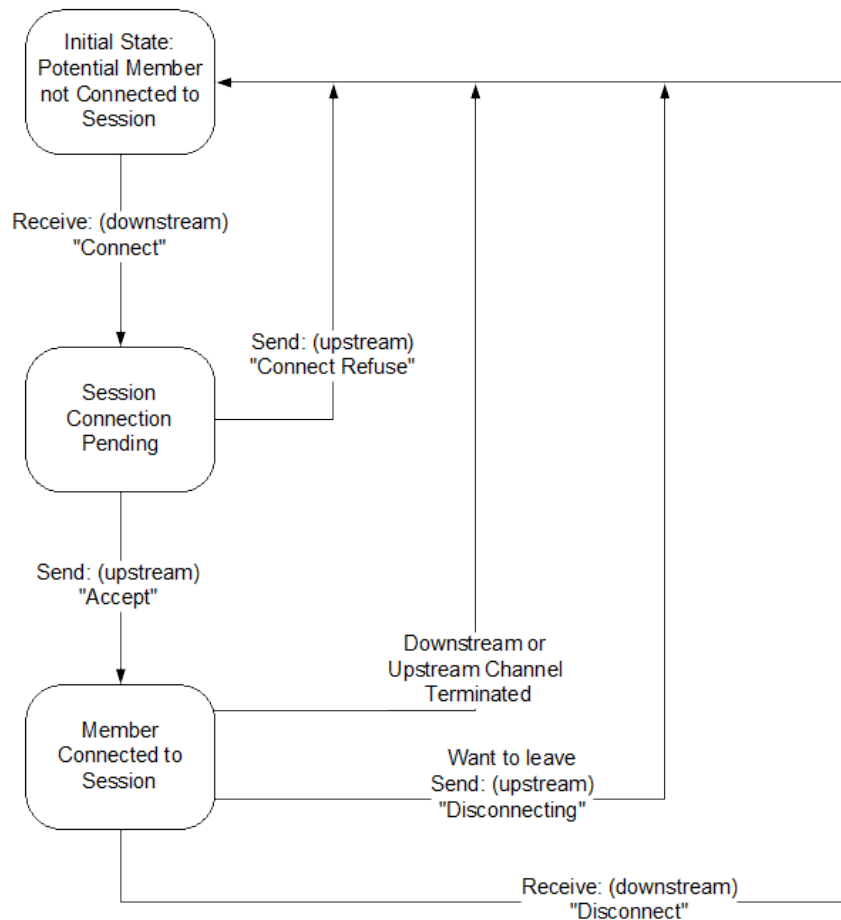 Initial State:
Potential Member
not Connected to
Session
Receive: (downstream)
"Connect"
Send: (upstream)
"Connect Refuse"
Session
Connection
Pending
Send: (upstream)
"Accept"
Downstream or
Upstream Channel
Terminated
Member
Connected to
Session
Want to leave
Send: (upstream)
"Disconnecting"
Receive: (downstream)
"Disconnect"